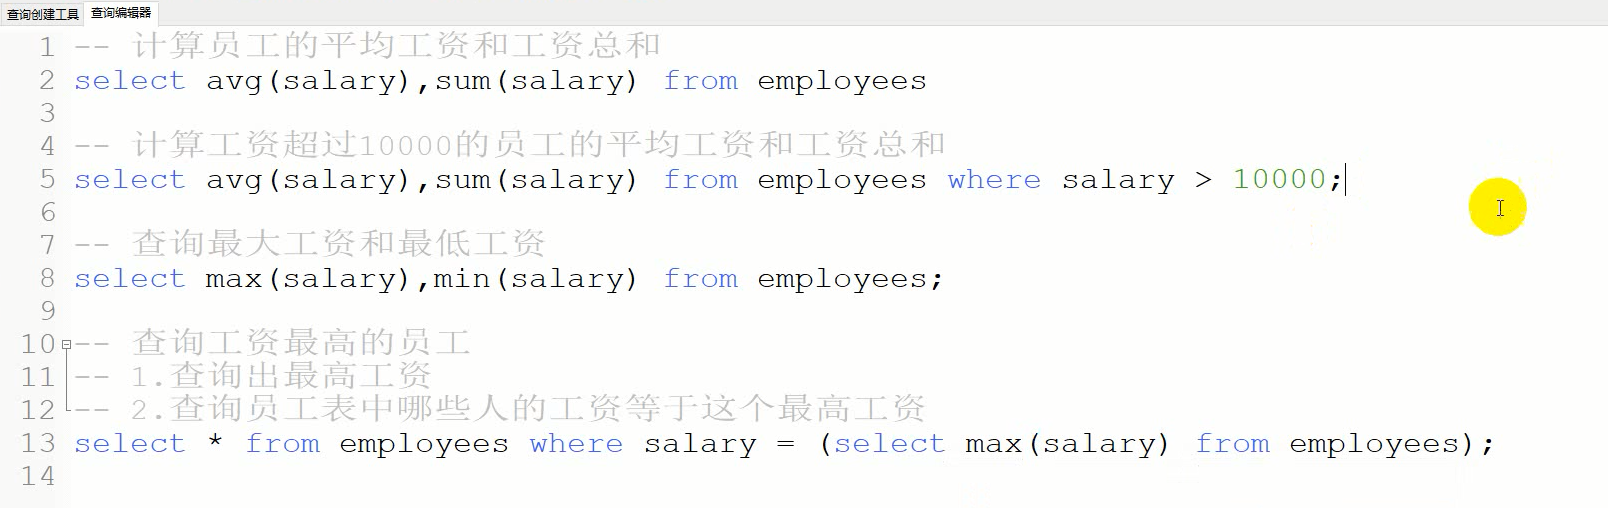 查询创建工具 查询编辑器
1 -- 计算员工的平均工资和工资总和
2 select avg(salary),sum(salary) from employees
3
4 -- 计算工资超过10000的员工的平均工资和工资总和
5 select avg(salary),sum(salary) from employees where salary > 10000;
6
7 -- 查询最大工资和最低工资
8 select max(salary),min(salary) from employees;
9
10 -- 查询工资最高的员工
11 -- 1.查询出最高工资
12 -- 2.查询员工表中哪些人的工资等于这个最高工资
13 select * from employees where salary = (select max(salary) from employees);
14